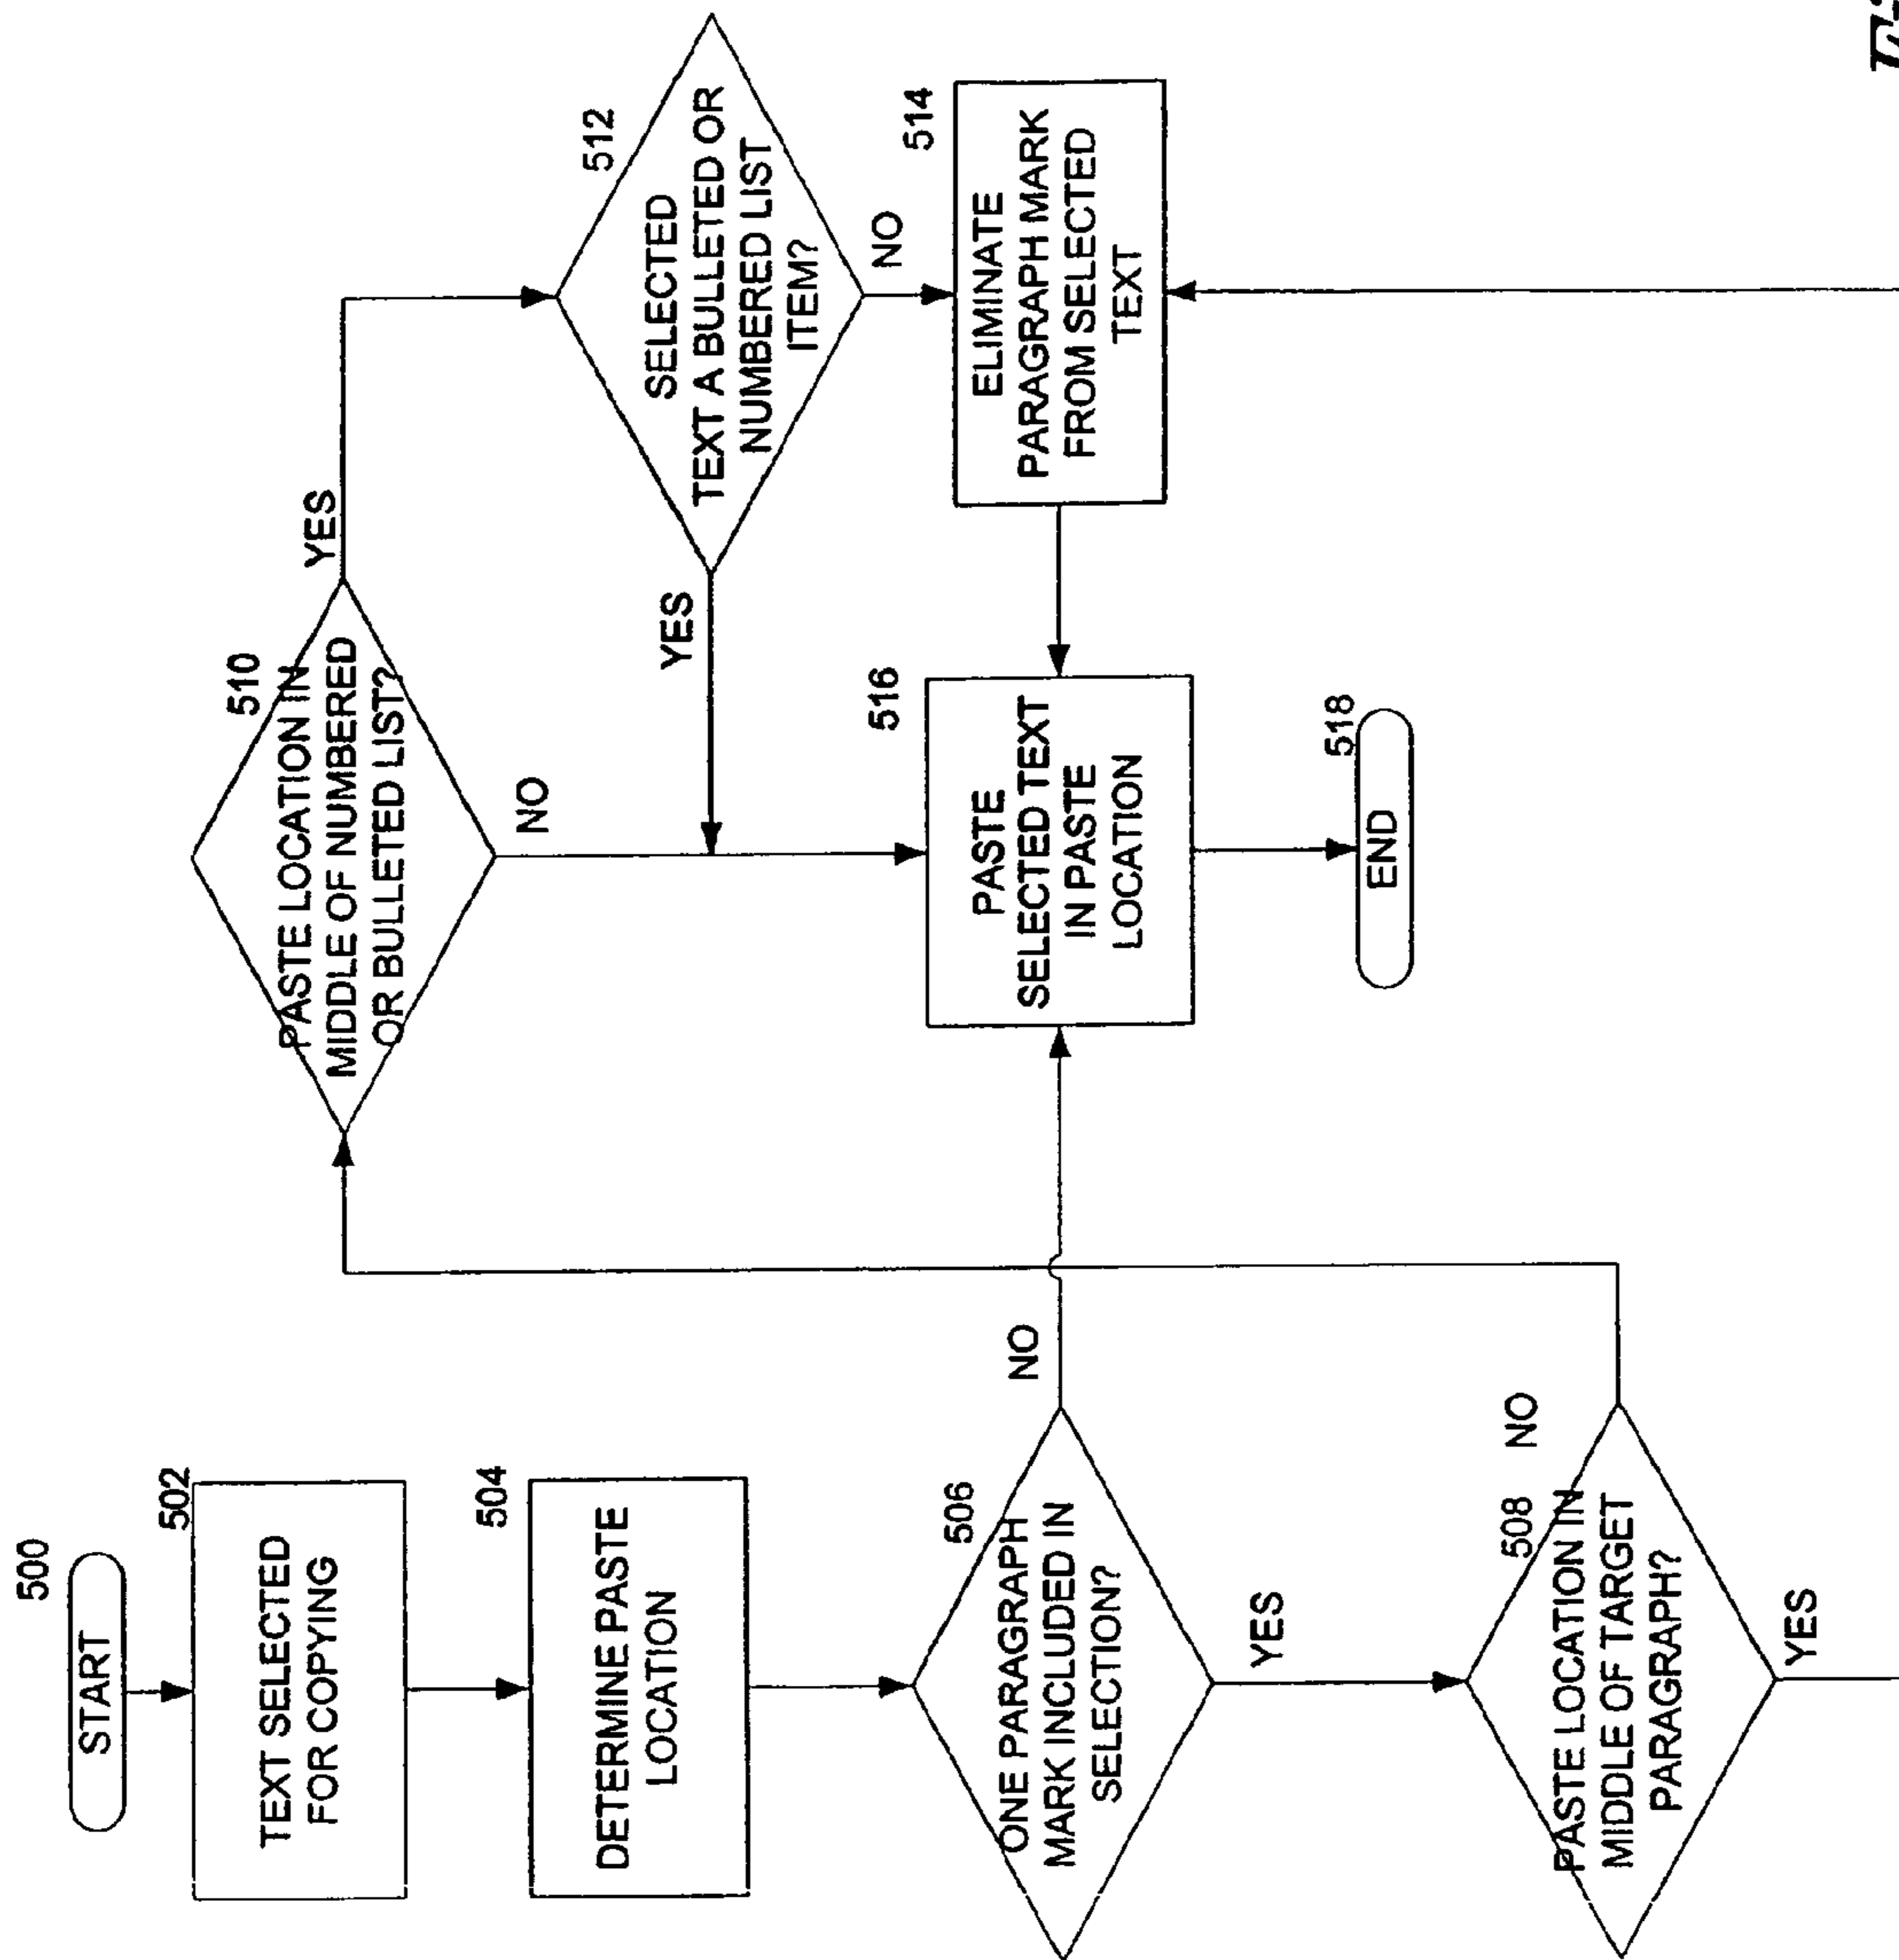 500
START
502
TEXT SELECTED
FOR COPYING
504
DETERMINE PASTE
LOCATION
506
ONE PARAGRAPH
MARK INCLUDED IN
SELECTION?
NO
YES
508
PASTE LOCATION IN
MIDDLE OF TARGET
PARAGRAPH?
NO
YES
510
PASTE LOCATION IN
MIDDLE OF NUMBERED
OR BULLETED LIST?
YES
NO
512
SELECTED
TEXT A BULLETED OR
NUMBERED LIST
ITEM?
YES
NO
514
ELIMINATE
PARAGRAPH MARK
FROM SELECTED
TEXT
516
PASTE
SELECTED TEXT
IN PASTE
LOCATION
518
END